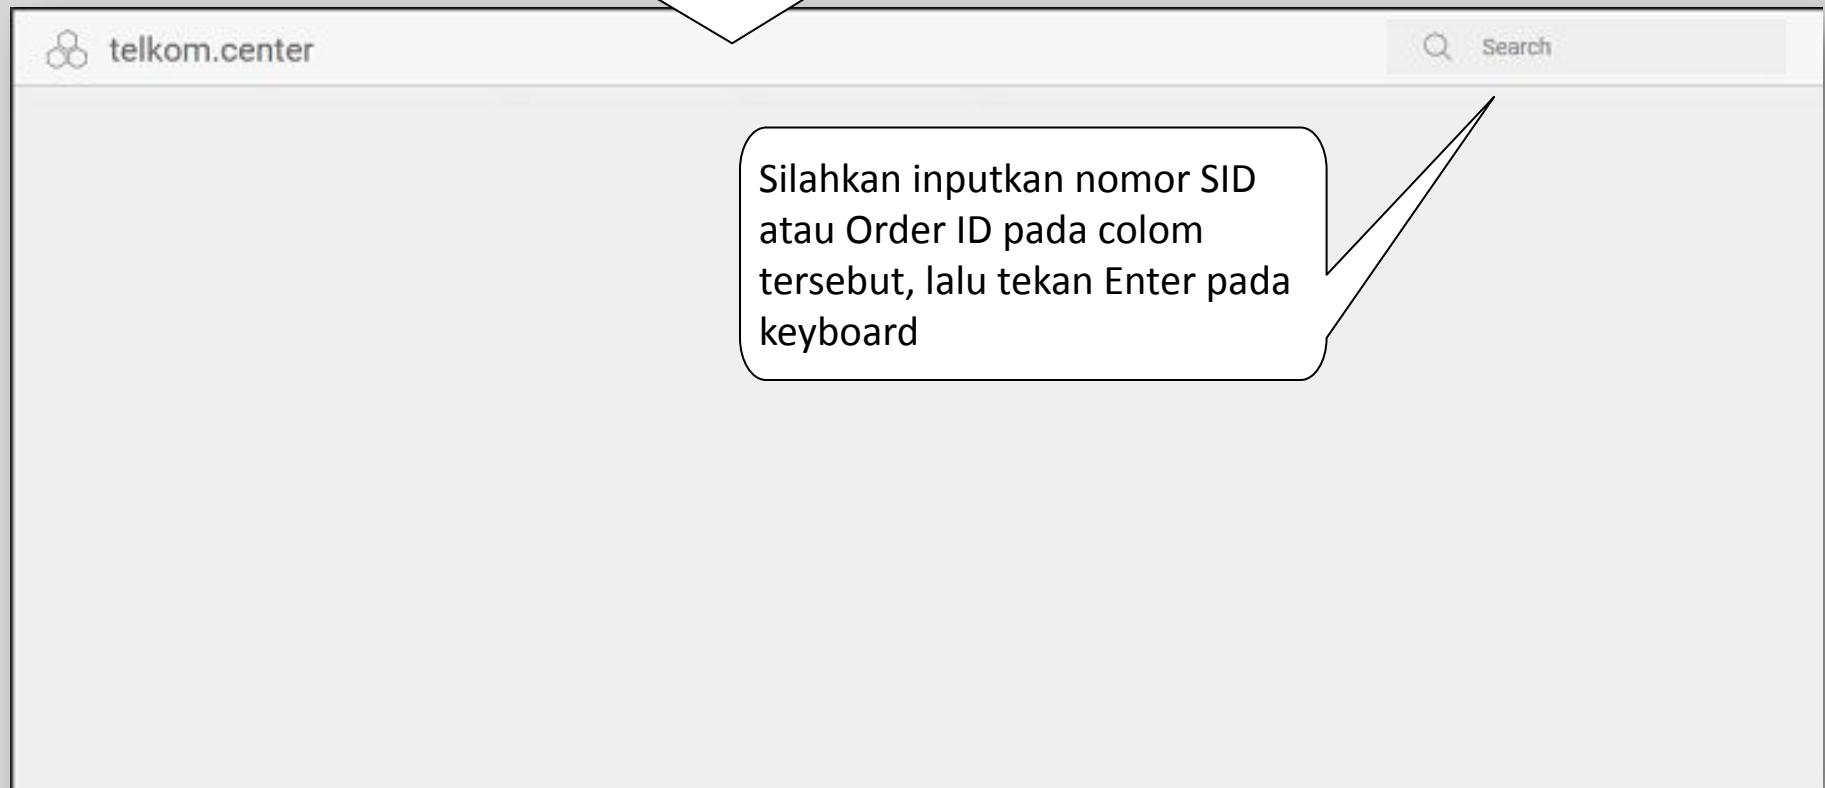 telkom.center
Search
Silahkan inputkan nomor SID
atau Order ID pada colom
tersebut, lalu tekan Enter pada
keyboard